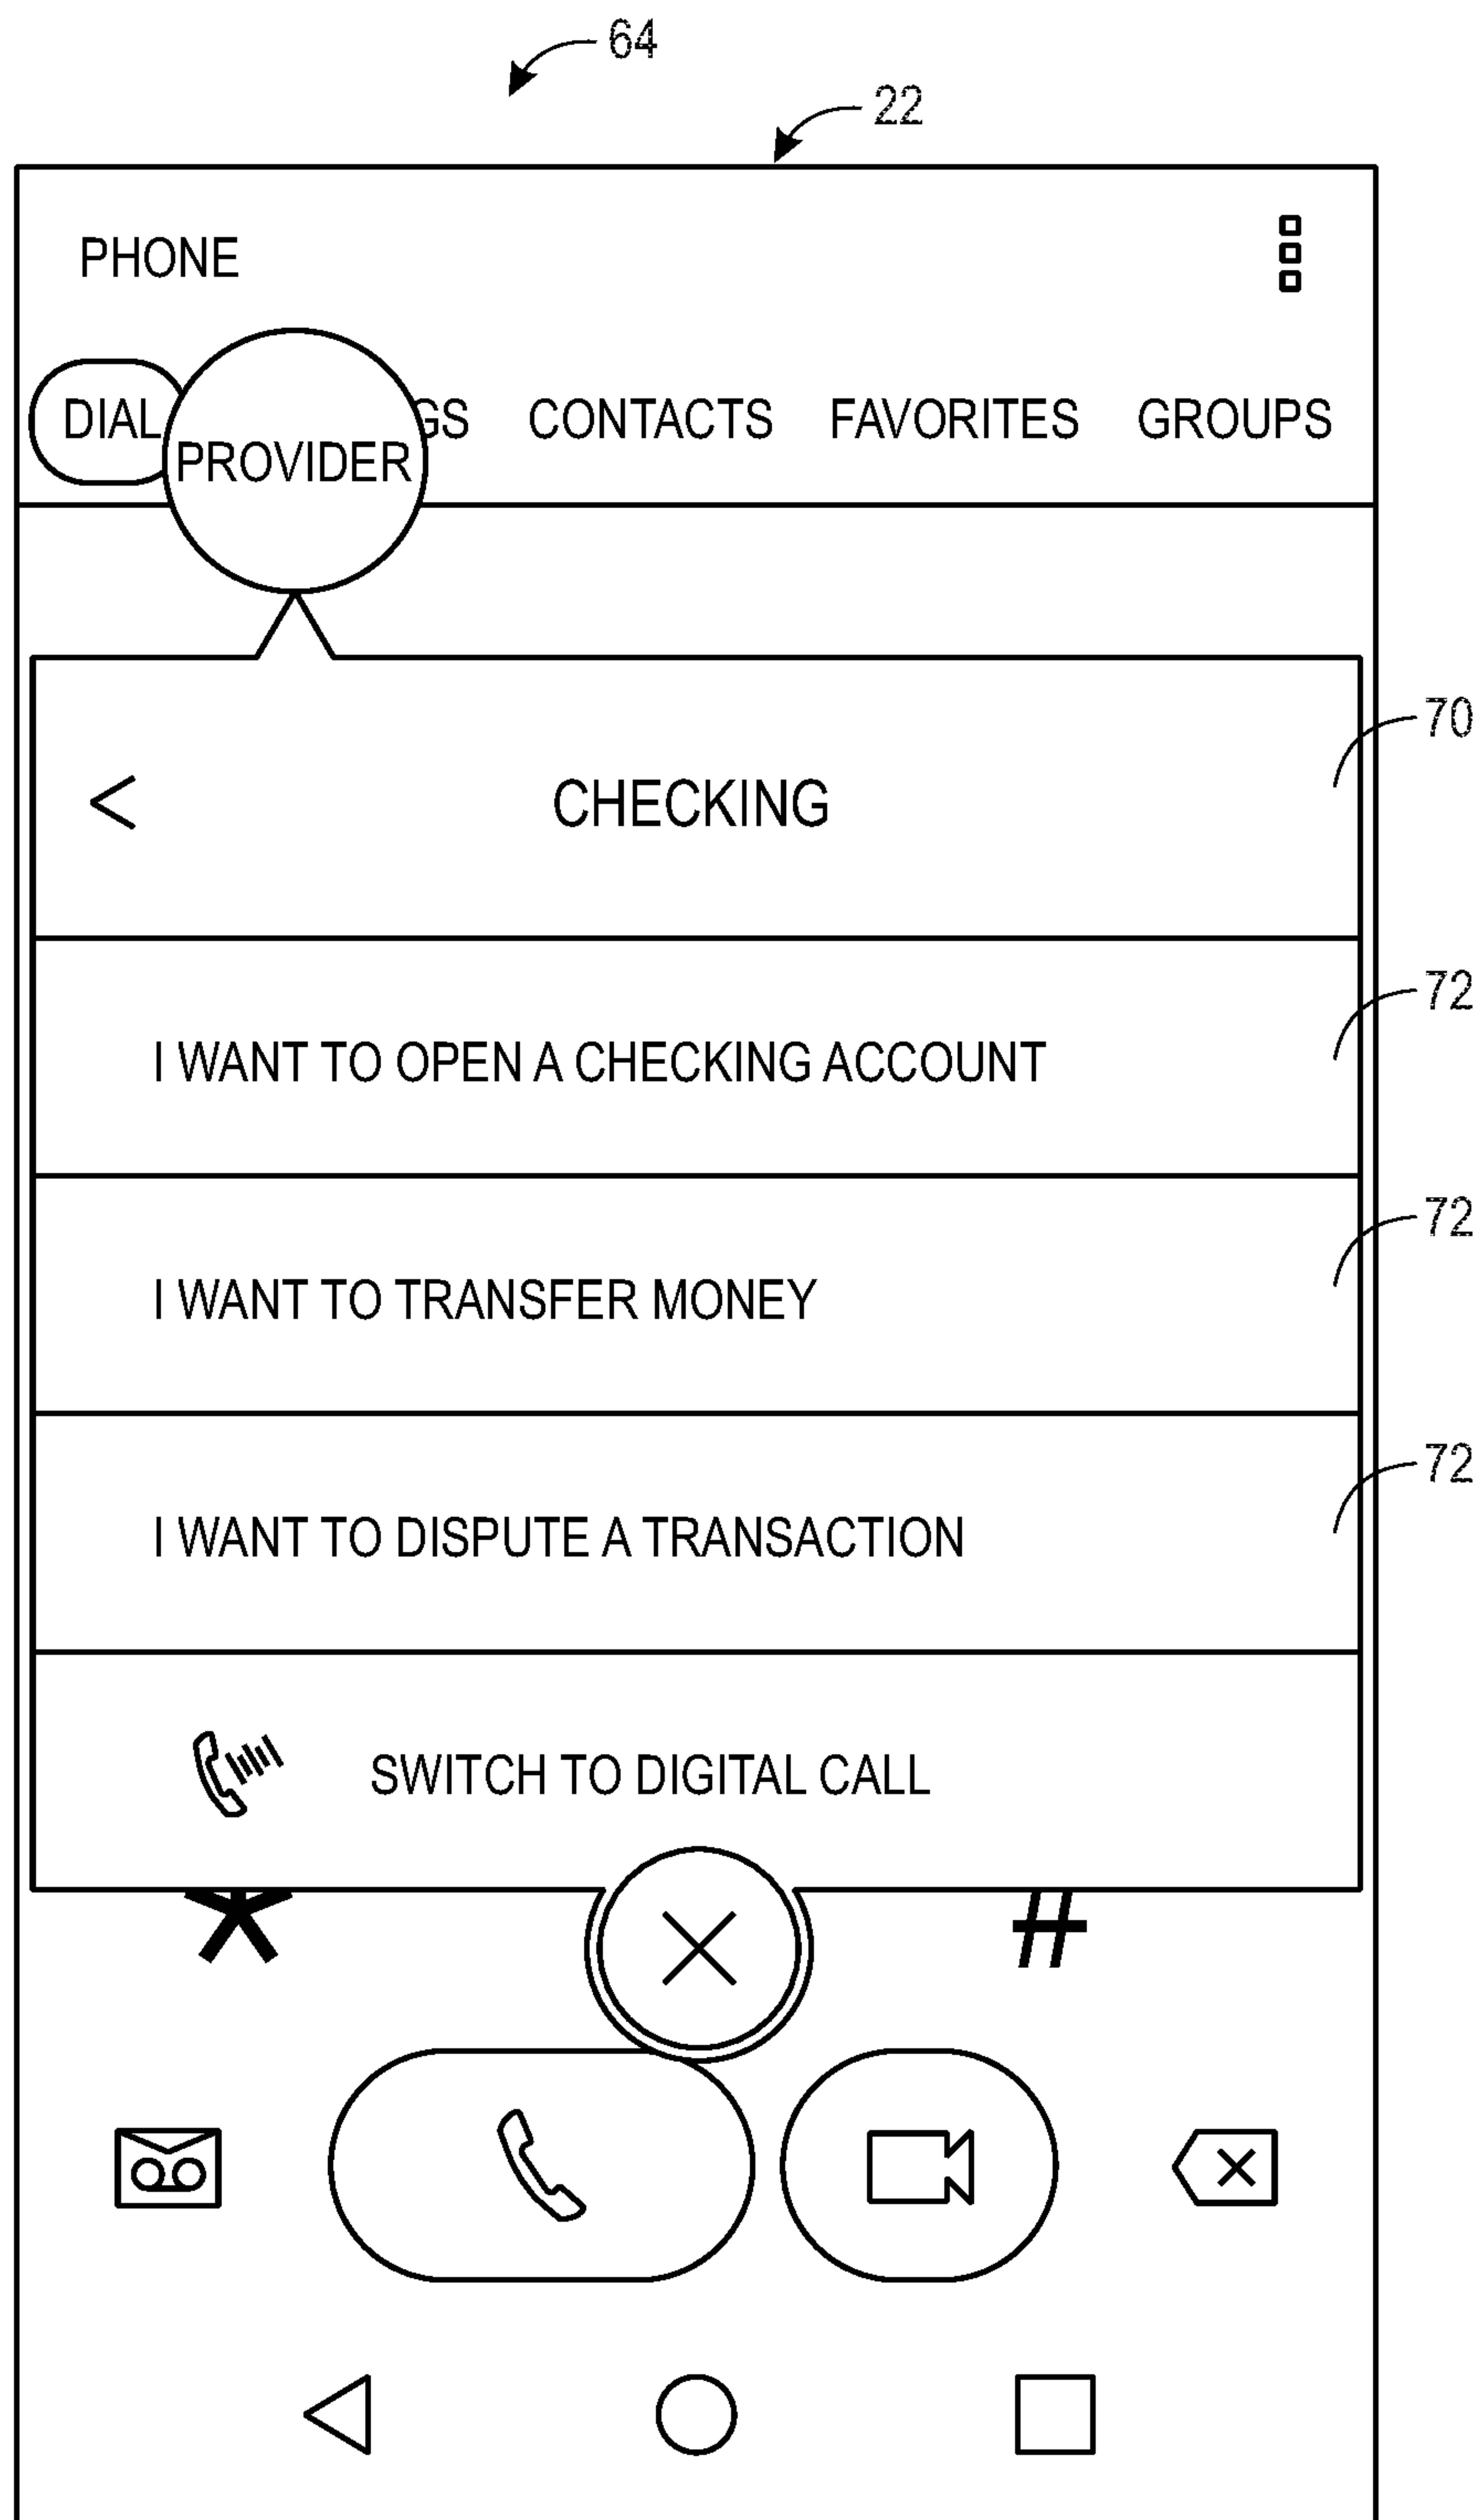 64
22
PHONE
DIAL GS CONTACTS FAVORITES GROUPS
PROVIDER
70
< CHECKING
72
I WANT TO OPEN A CHECKING ACCOUNT
72
I WANT TO TRANSFER MONEY
72
I WANT TO DISPUTE A TRANSACTION
SWITCH TO DIGITAL CALL
* #